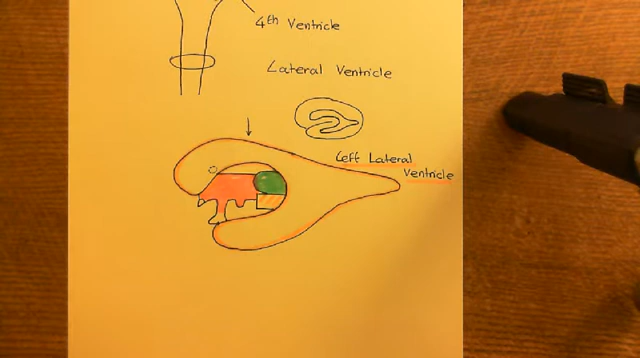 4th Ventricle
Lateral Ventricle
Left Lateral
Ventricle